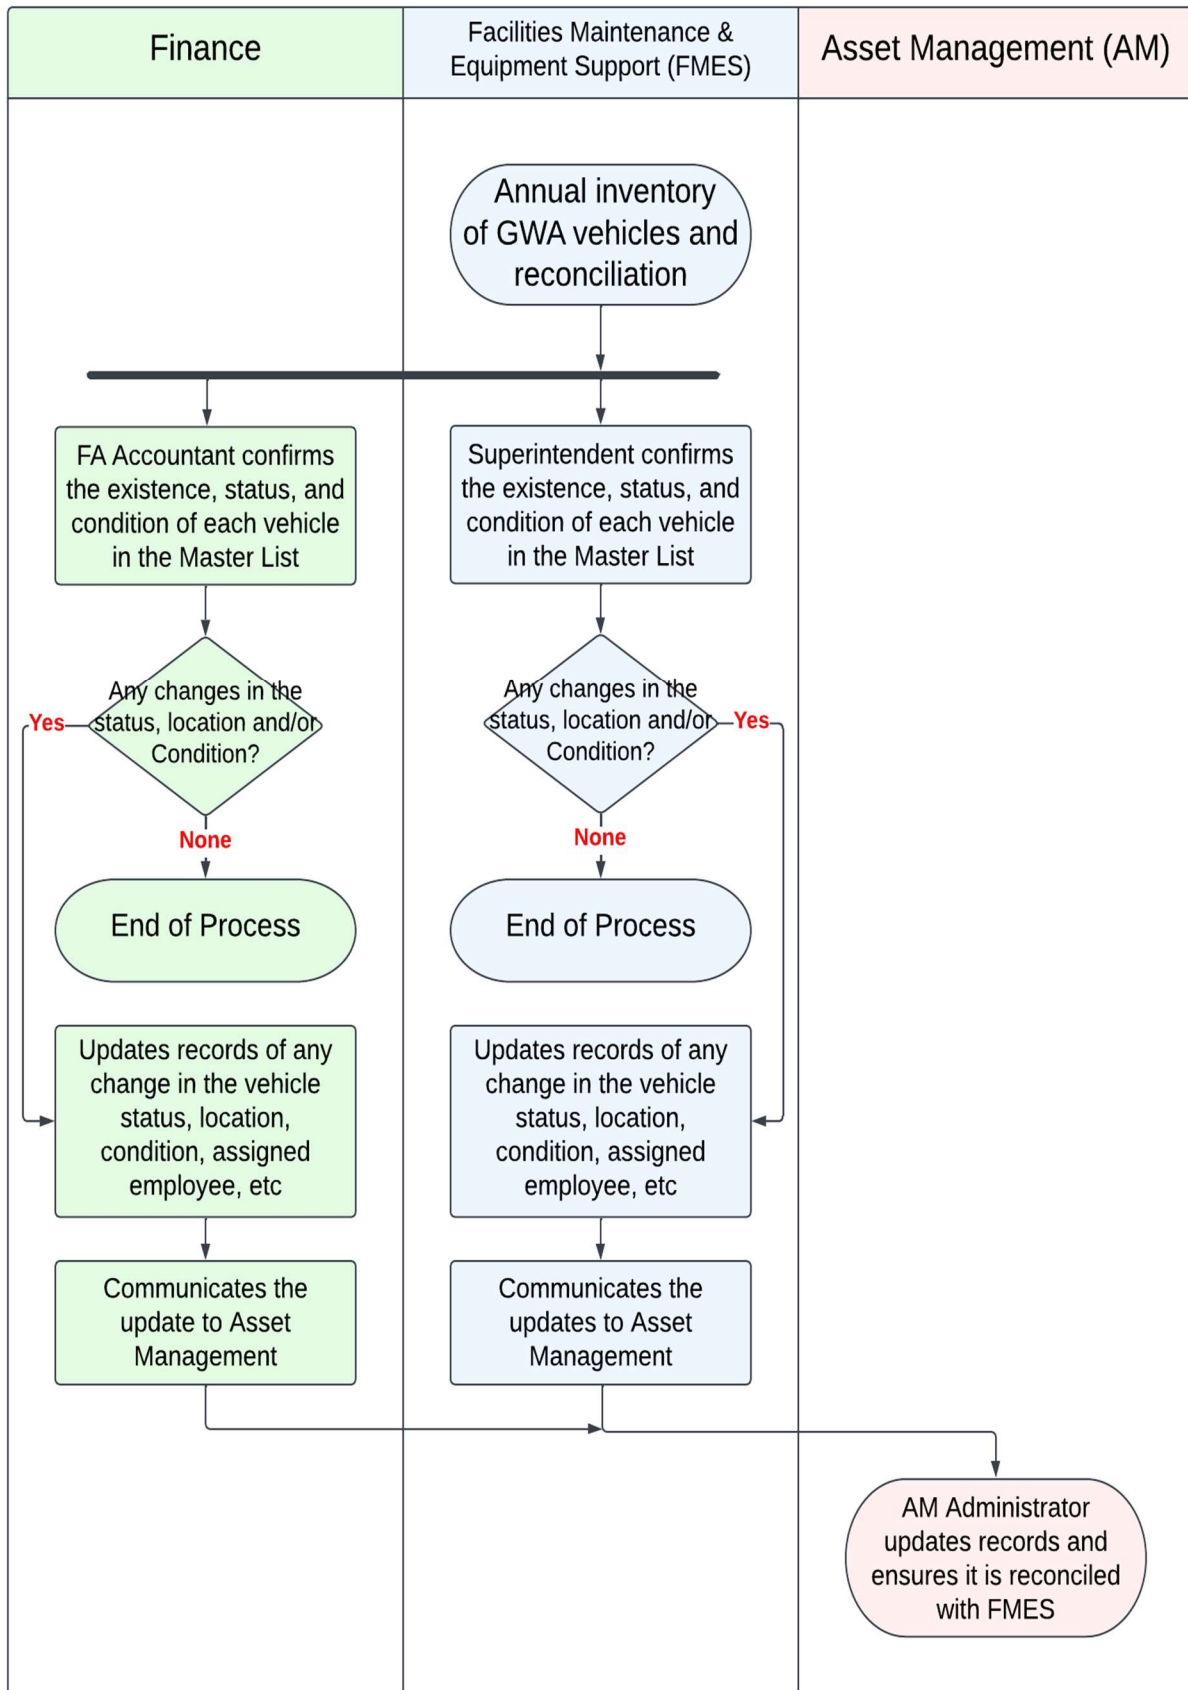 Finance
Facilities Maintenance &
Equipment Support (FMES)
Asset Management (AM)
Annual inventory
of GWA vehicles and
reconciliation
FA Accountant confirms
the existence, status, and
condition of each vehicle
in the Master List
Superintendent confirms
the existence, status, and
condition of each vehicle
in the Master List
Any changes in the
status, location and/or
Condition?
Yes
None
Any changes in the
status, location and/or
Condition?
Yes
None
End of Process
End of Process
Updates records of any
change in the vehicle
status, location,
condition, assigned
employee, etc
Updates records of any
change in the vehicle
status, location,
condition, assigned
employee, etc
Communicates the
update to Asset
Management
Communicates the
updates to Asset
Management
AM Administrator
updates records and
ensures it is reconciled
with FMES